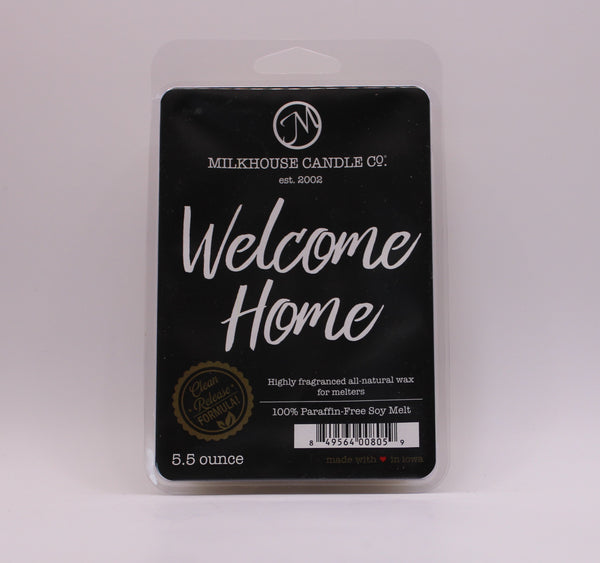 JM
MILKHOUSE CANDLE CO.
est. 2002
Welcome
Home
Highly fragranced all-natural wax
for melters
100% Paraffin-Free Soy Melt
Clean
Release
FORMULA!
8 49564 00805 9
5.5 ounce
made with ♥ in iowa